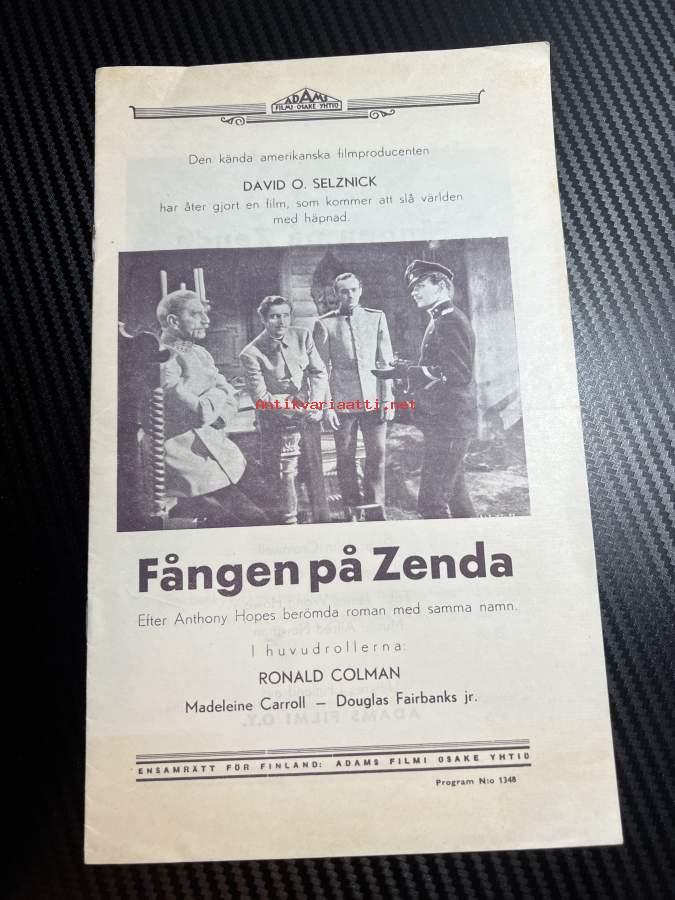 ADAMS
FILMI OSAKE YHTIÖ
Den kända amerikanska filmproducenten
DAVID O. SELZNICK
har åter gjort en film, som kommer att slå världen
med häpnad.
Antikvariaatti.net
Fången på Zenda
Efter Anthony Hopes berömda roman med samma namn.
I huvudrollerna:
RONALD COLMAN
Madeleine Carroll — Douglas Fairbanks jr.
ENSAMRÄTT FÖR FINLAND: ADAMS FILMI OSAKE YHTIÖ
Program N:o 1348